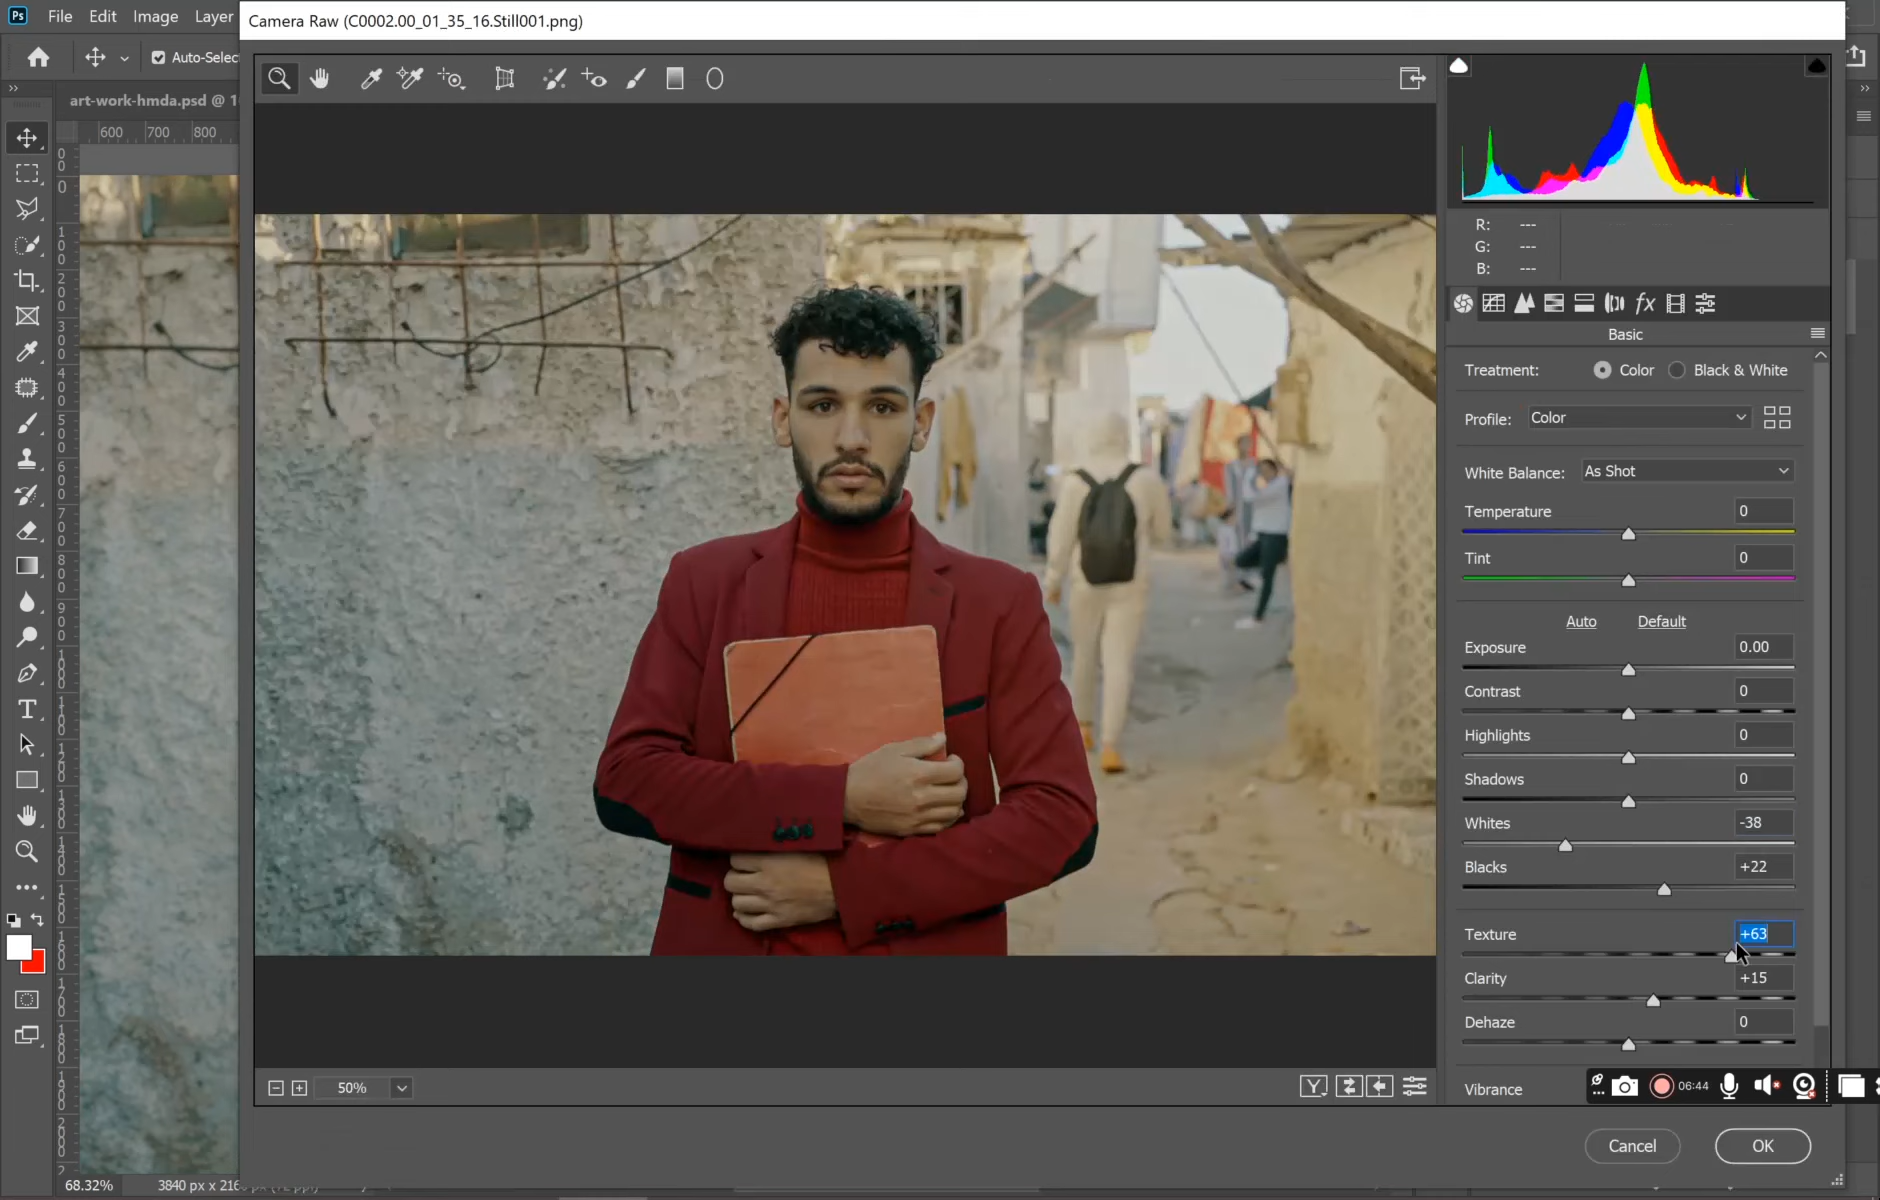 Ps File Edit Image Layer
Camera Raw (C0002.00_01_35_16.Still001.png)
Auto-Selec
art-work-hmda.psd @ 1
600 700 800
R: ---
G: ---
B: ---
fx
Basic
Treatment: Color Black & White
Profile: Color
White Balance: As Shot
Temperature 0
Tint 0
Auto Default
Exposure 0.00
Contrast 0
Highlights 0
Shadows 0
Whites -38
Blacks +22
Texture +63
Clarity +15
Dehaze 0
Vibrance
06:44
50%
Y
Cancel OK
68.32% 3840 px x 216